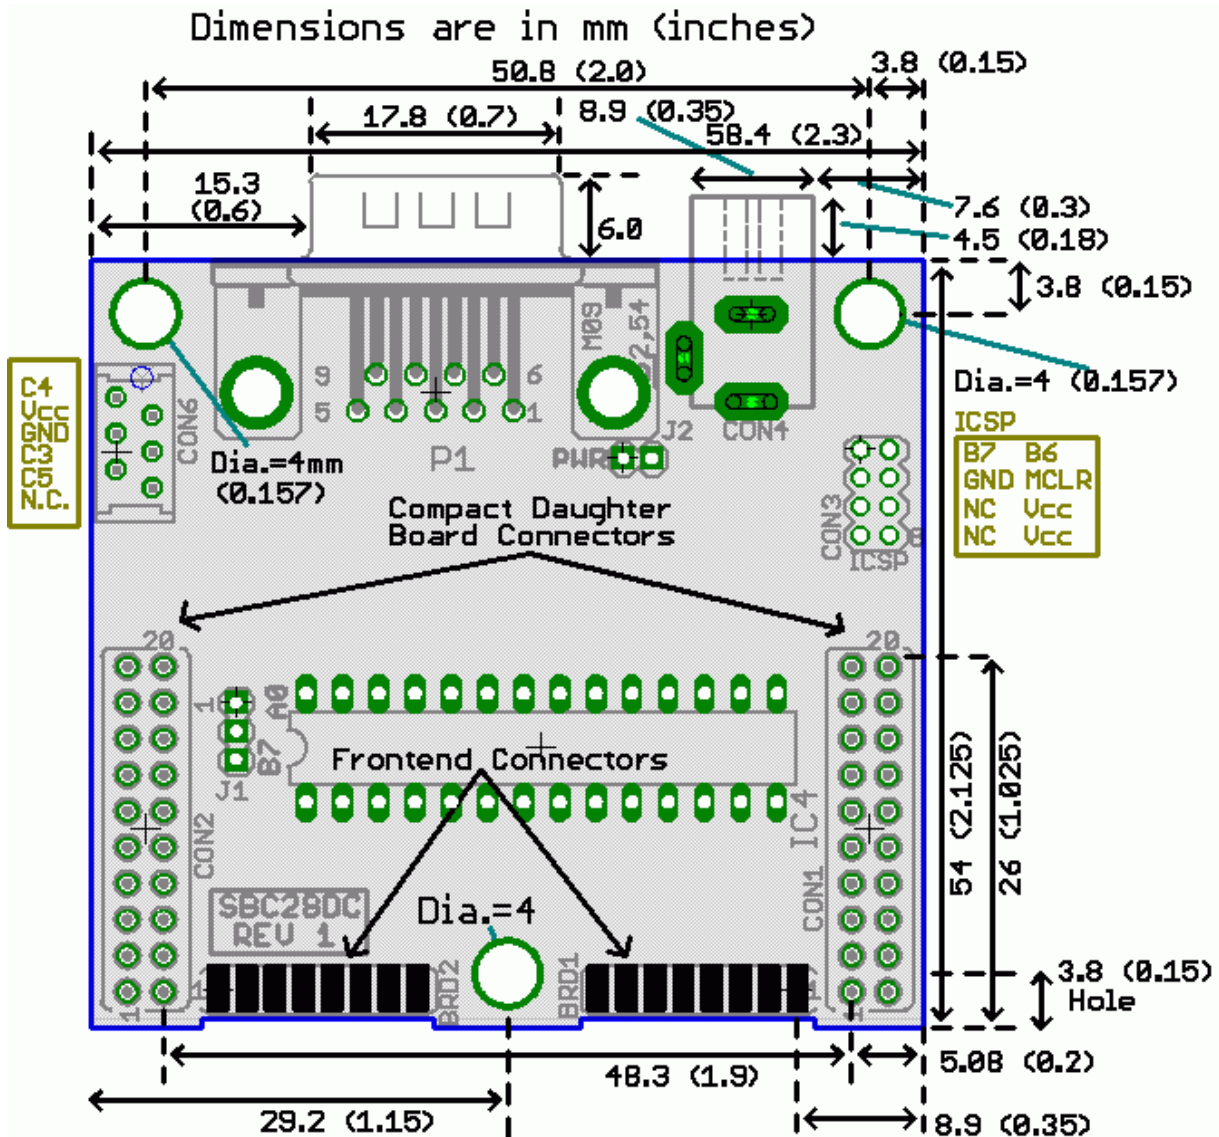 Dimensions are in mm (inches)
50.8 (2.0)
3.8 (0.15)
17.8 (0.7)
8.9 (0.35)
58.4 (2.3)
15.3
(0.6)
6.0
7.6 (0.3)
4.5 (0.18)
3.8 (0.15)
M09
2,54
9
6
5
1
C4
Vcc
GND
C3
C5
N.C.
CON6
Dia.=4mm
(0.157)
P1
PWR
J2
CON4
Dia.=4 (0.157)
ICSP
B7 B6
GND MCLR
NC Vcc
NC Vcc
CON3
8
ICSP
Compact Daughter
Board Connectors
20
20
1
A0
B7
J1
Frontend Connectors
IC4
CON2
CON1
54 (2.125)
26 (1.025)
SBC28DC
REV 1
Dia.=4
BRD2
BRD1
1
1
1
1
3.8 (0.15)
Hole
48.3 (1.9)
5.08 (0.2)
29.2 (1.15)
8.9 (0.35)